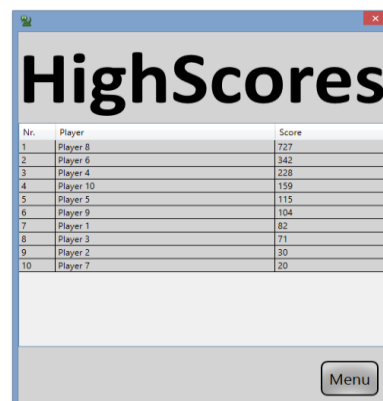 HighScores
Nr. Player Score
1 Player 8 727
2 Player 6 342
3 Player 4 228
4 Player 10 159
5 Player 5 115
6 Player 9 104
7 Player 1 82
8 Player 3 71
9 Player 2 30
10 Player 7 20
Menu